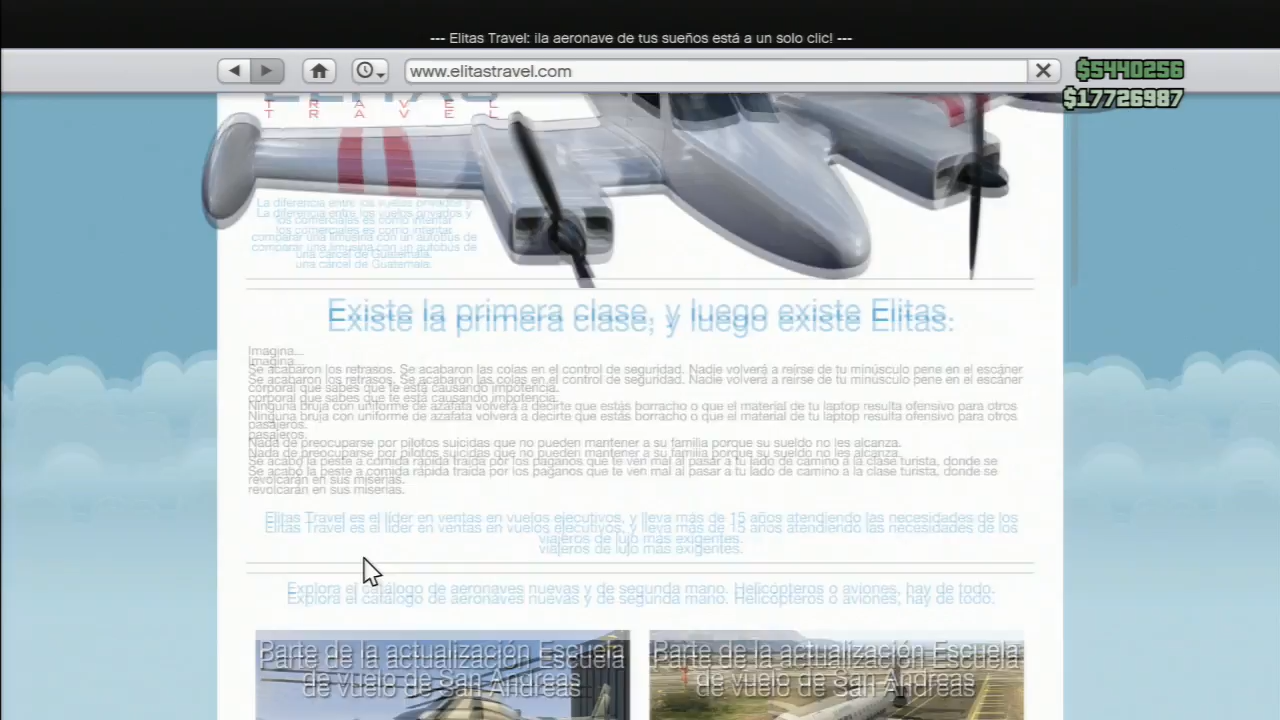 --- Elitas Travel: ¡la aeronave de tus sueños está a un solo clic! ---
www.elitastravel.com
$5440256
$17726987
ELITAS
TRAVEL
La diferencia entre los vuelos privados y
los comerciales es como intentar
comparar una limusina con un autobús de
una cárcel de Guatemala.
Existe la primera clase, y luego existe Elitas.
Imagina...
Se acabaron los retrasos. Se acabaron las colas en el control de seguridad. Nadie volverá a reírse de tu minúsculo pene en el escáner
corporal que sabes que te está causando impotencia.
Ninguna bruja con uniforme de azafata volverá a decirte que estás borracho o que el material de tu laptop resulta ofensivo para otros
pasajeros.
Nada de preocuparse por pilotos suicidas que no pueden mantener a su familia porque su sueldo no les alcanza.
Se acabó la peste a comida rápida traída por los paganos que te ven mal al pasar a tu lado de camino a la clase turista, donde se
revolcarán en sus miserias.
Elitas Travel es el líder en ventas en vuelos ejecutivos, y lleva más de 15 años atendiendo las necesidades de los
viajeros de lujo más exigentes.
Explora el catálogo de aeronaves nuevas y de segunda mano. Helicópteros o aviones, hay de todo.
Parte de la actualización Escuela
de vuelo de San Andreas
Parte de la actualización Escuela
de vuelo de San Andreas